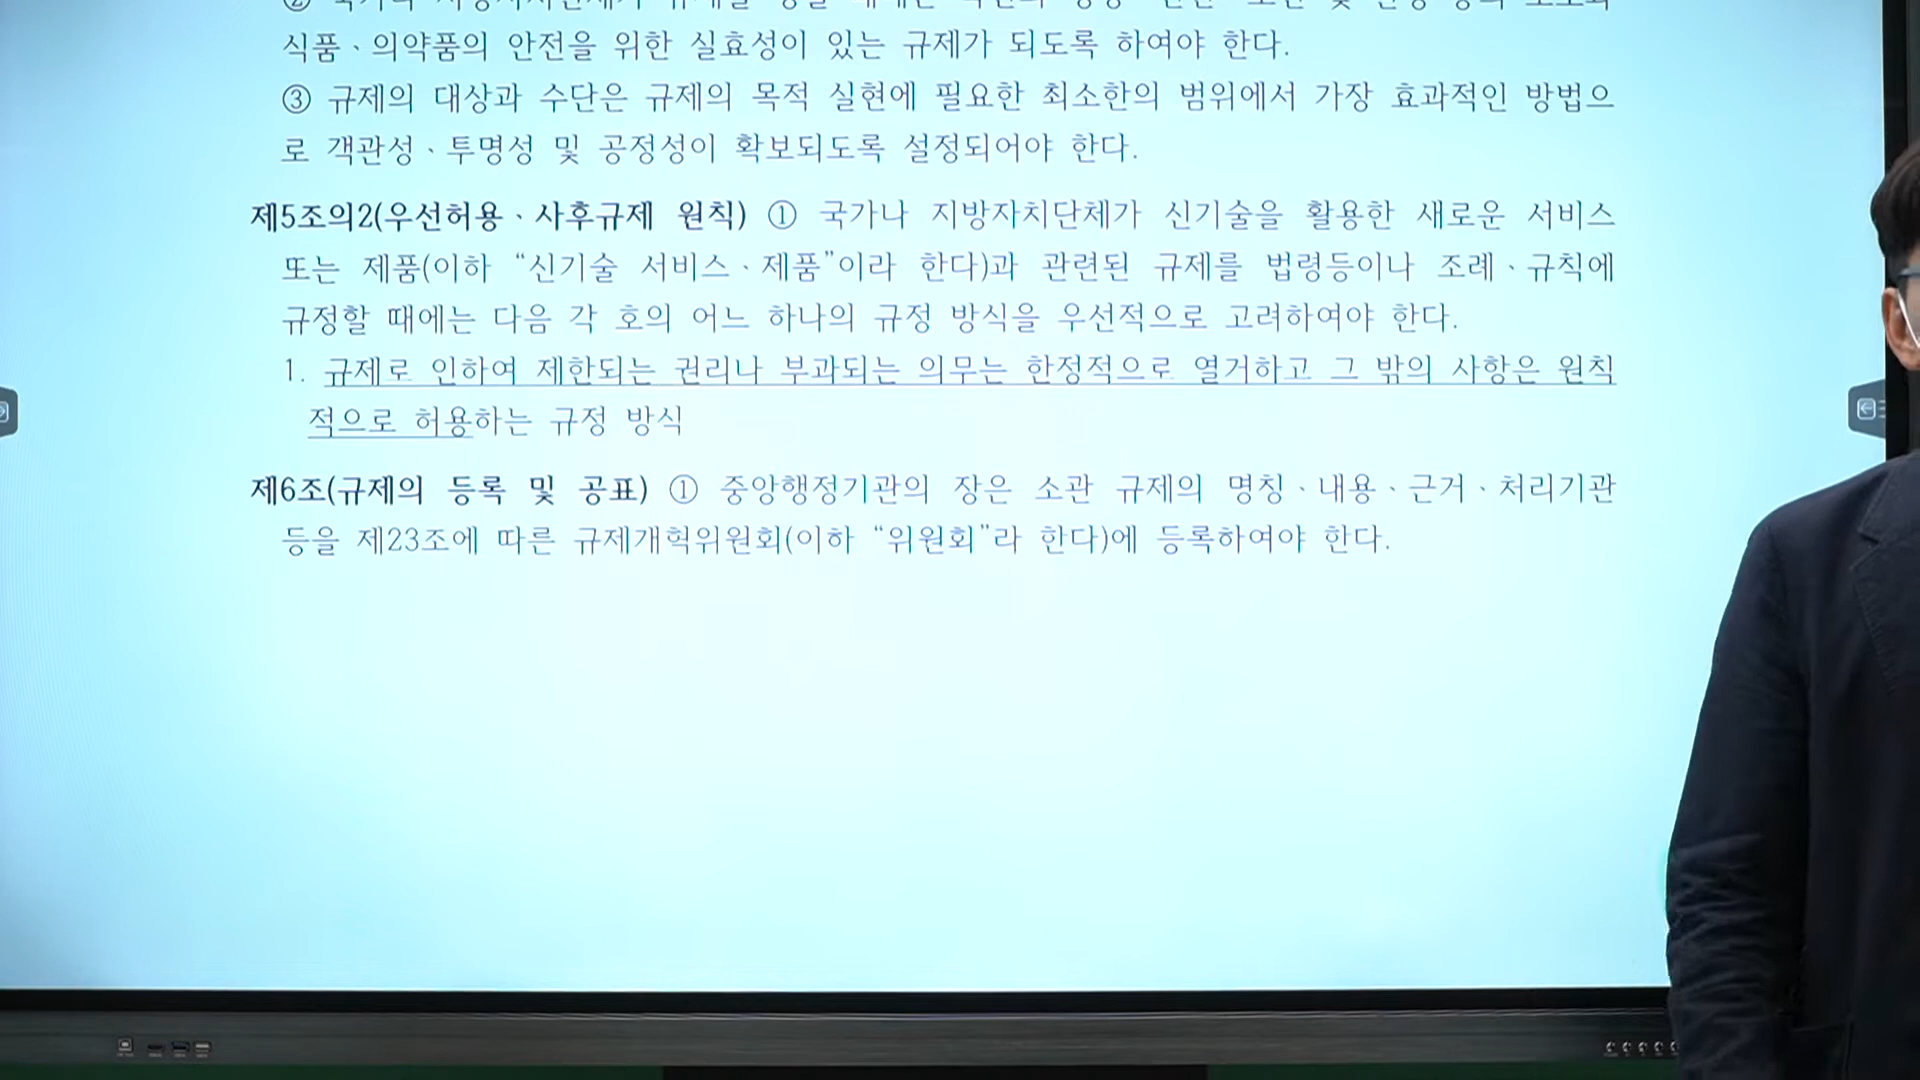 식품ㆍ의약품의 안전을 위한 실효성이 있는 규제가 되도록 하여야 한다.
③ 규제의 대상과 수단은 규제의 목적 실현에 필요한 최소한의 범위에서 가장 효과적인 방법으
로 객관성ㆍ투명성 및 공정성이 확보되도록 설정되어야 한다.
제5조의2(우선허용ㆍ사후규제 원칙) ① 국가나 지방자치단체가 신기술을 활용한 새로운 서비스
또는 제품(이하 “신기술 서비스ㆍ제품”이라 한다)과 관련된 규제를 법령등이나 조례ㆍ규칙에
규정할 때에는 다음 각 호의 어느 하나의 규정 방식을 우선적으로 고려하여야 한다.
1. 규제로 인하여 제한되는 권리나 부과되는 의무는 한정적으로 열거하고 그 밖의 사항은 원칙
적으로 허용하는 규정 방식
제6조(규제의 등록 및 공표) ① 중앙행정기관의 장은 소관 규제의 명칭ㆍ내용ㆍ근거ㆍ처리기관
등을 제23조에 따른 규제개혁위원회(이하 “위원회”라 한다)에 등록하여야 한다.